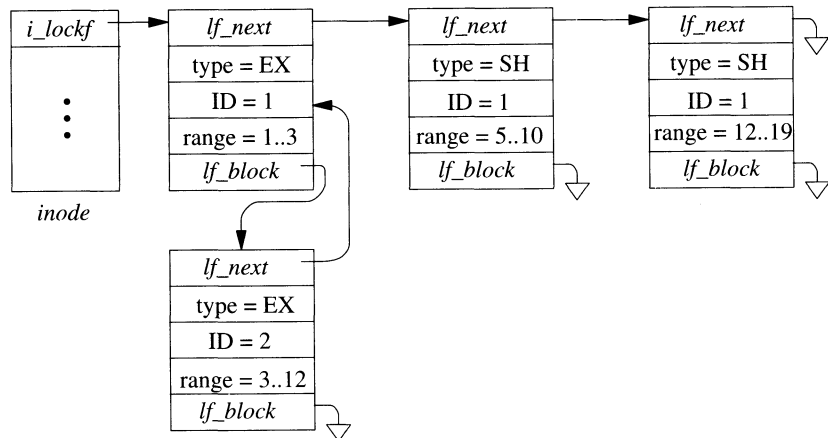 i_lockf
inode
lf_next
type = EX
ID = 1
range = 1..3
lf_block
lf_next
type = SH
ID = 1
range = 5..10
lf_block
lf_next
type = SH
ID = 1
range = 12..19
lf_block
lf_next
type = EX
ID = 2
range = 3..12
lf_block